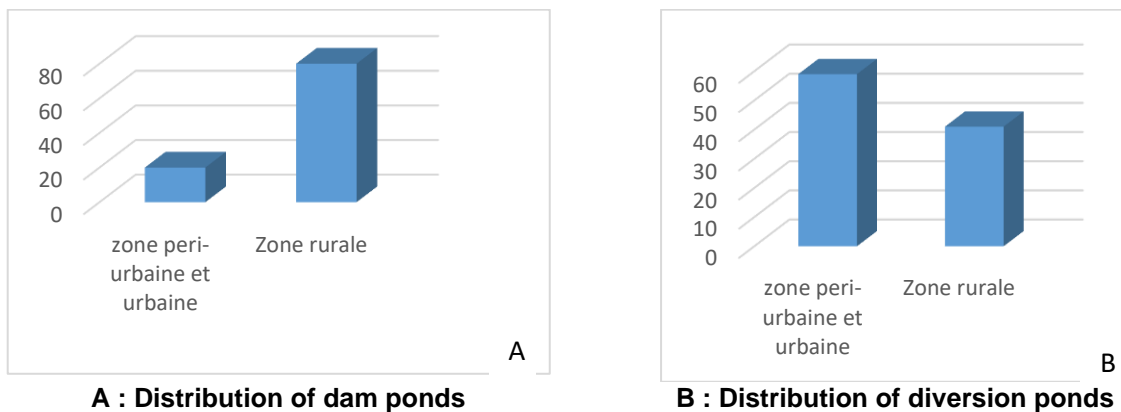 80
60
40
20
0
zone peri-
urbaine et
urbaine
Zone rurale
A
A : Distribution of dam ponds
60
50
40
30
20
10
0
zone peri-
urbaine et
urbaine
Zone rurale
B
B : Distribution of diversion ponds